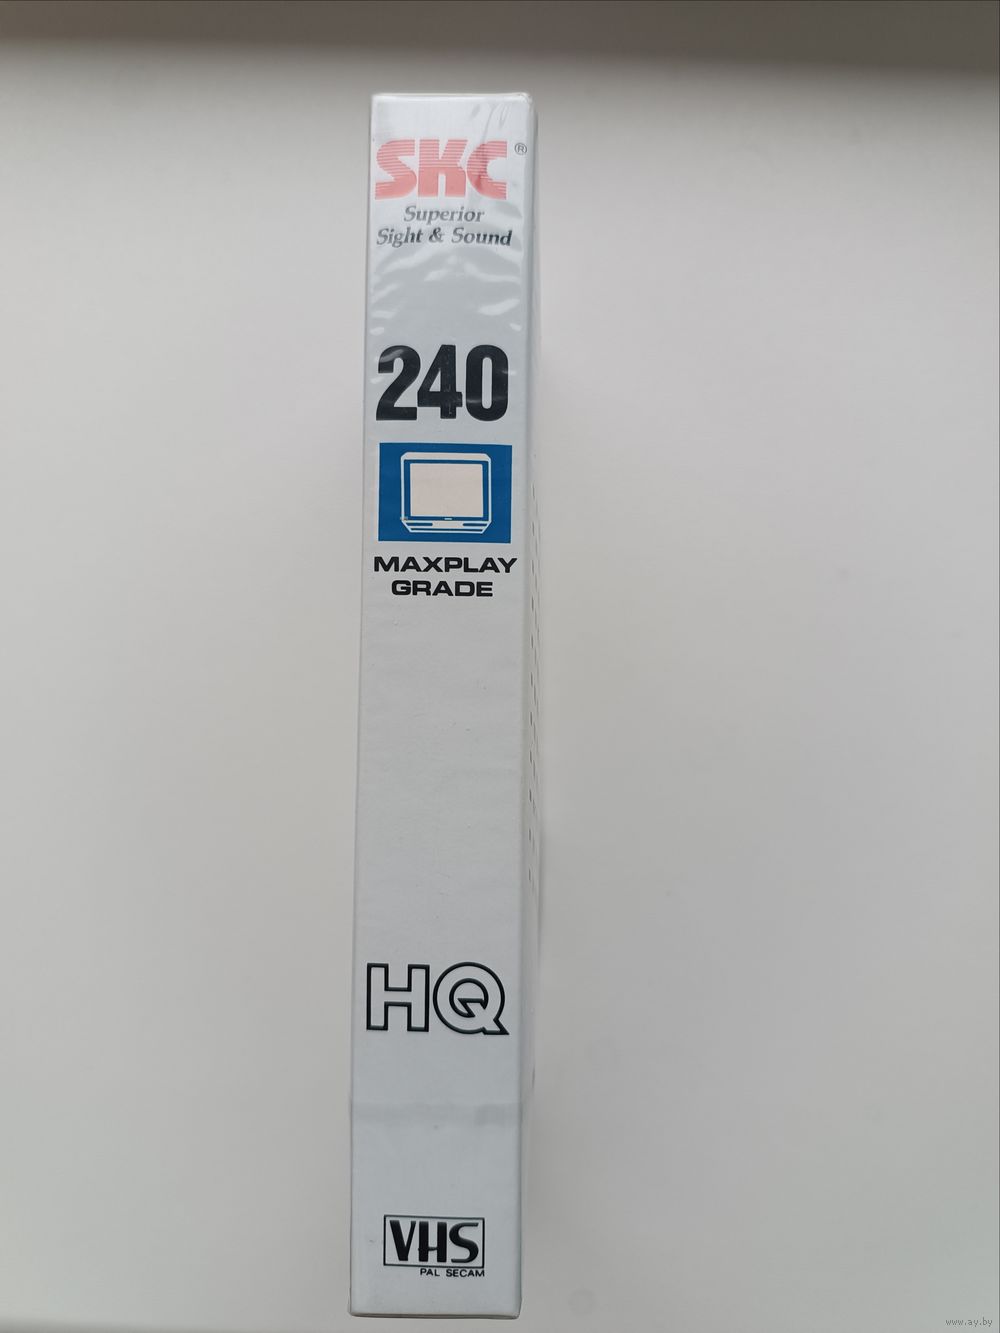 SKC®
Superior
Sight & Sound
240
MAXPLAY
GRADE
HQ
VHS
PAL SECAM
www.ay.by